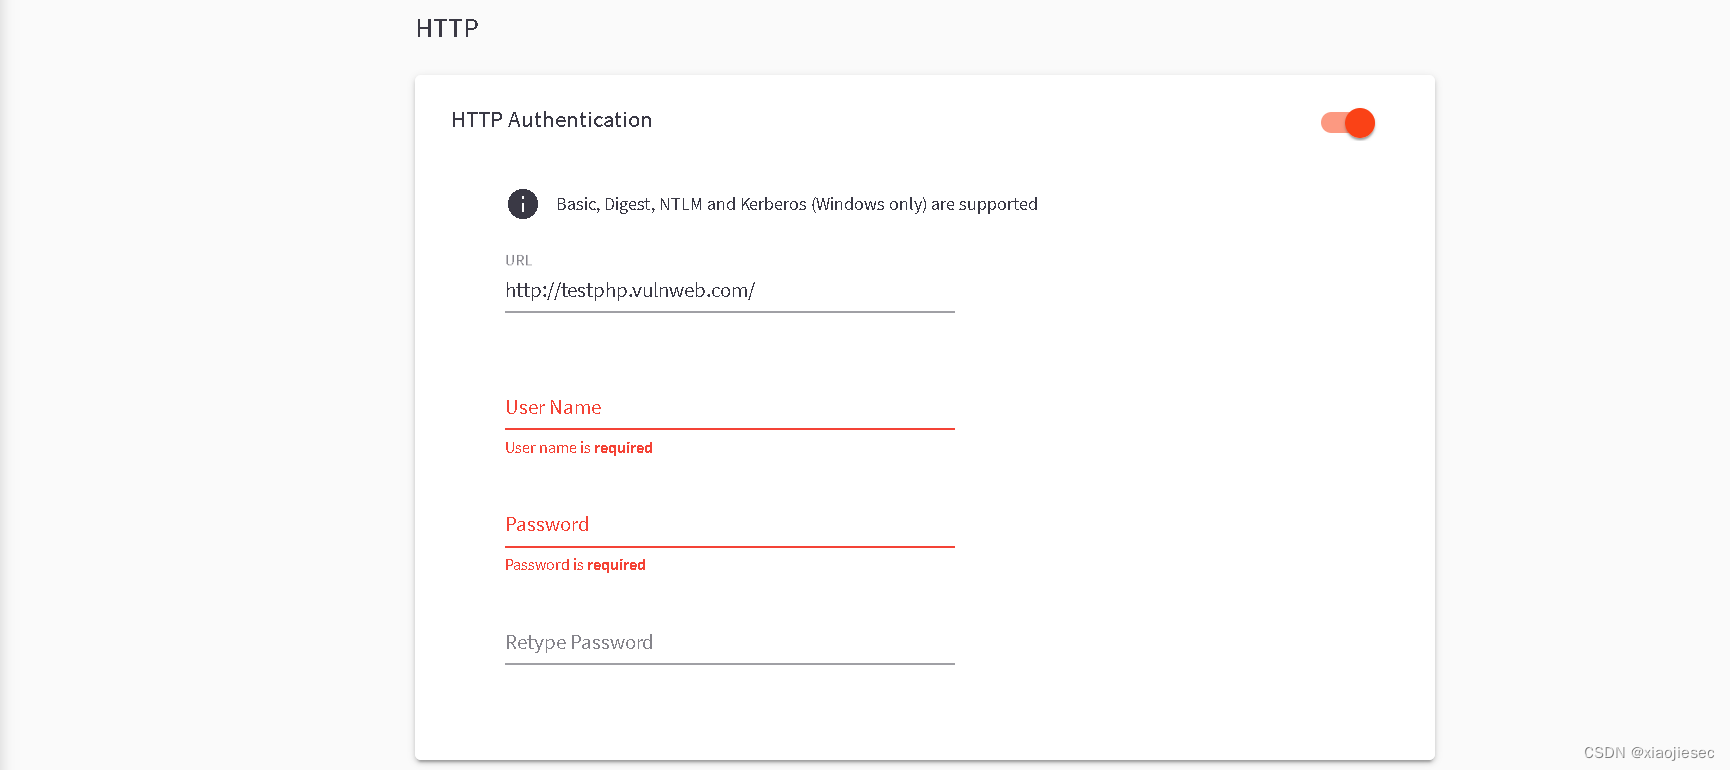 HTTP
HTTP Authentication
Basic, Digest, NTLM and Kerberos (Windows only) are supported
URL
http://testphp.vulnweb.com/
User Name
User name is required
Password
Password is required
Retype Password
CSDN @xiaojiesec